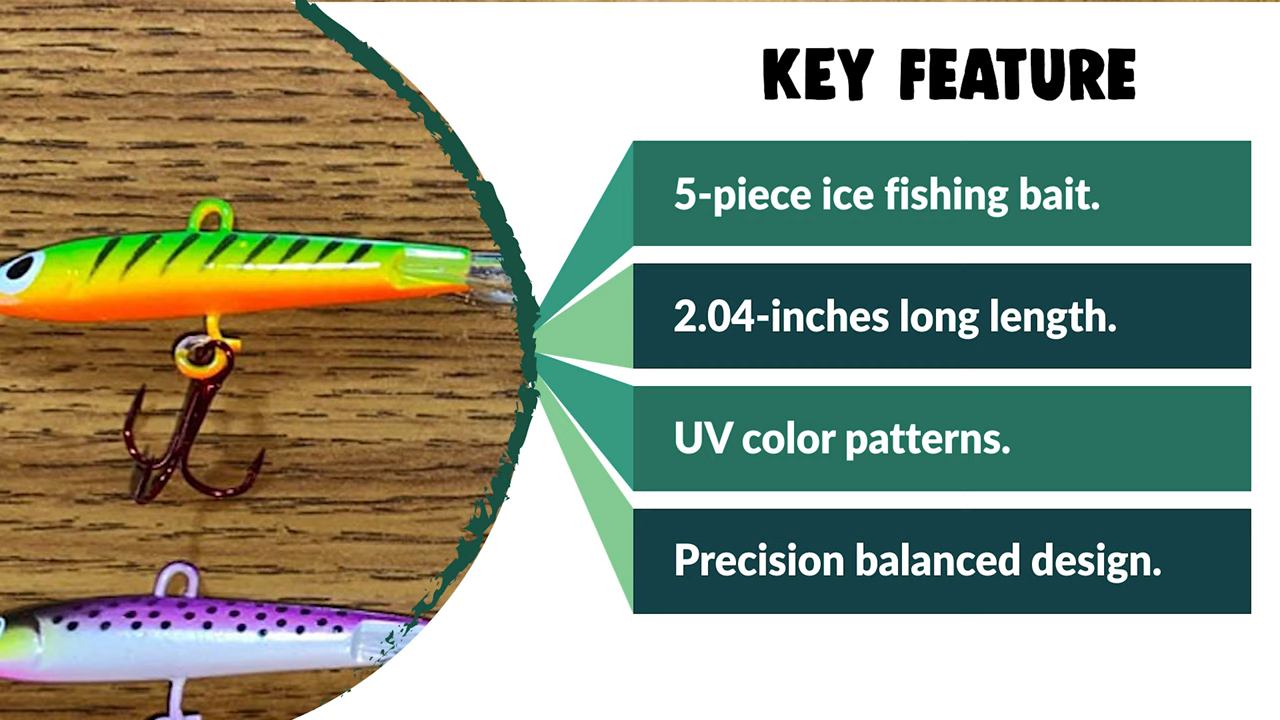 KEY FEATURE
5-piece ice fishing bait.
2.04-inches long length.
UV color patterns.
Precision balanced design.